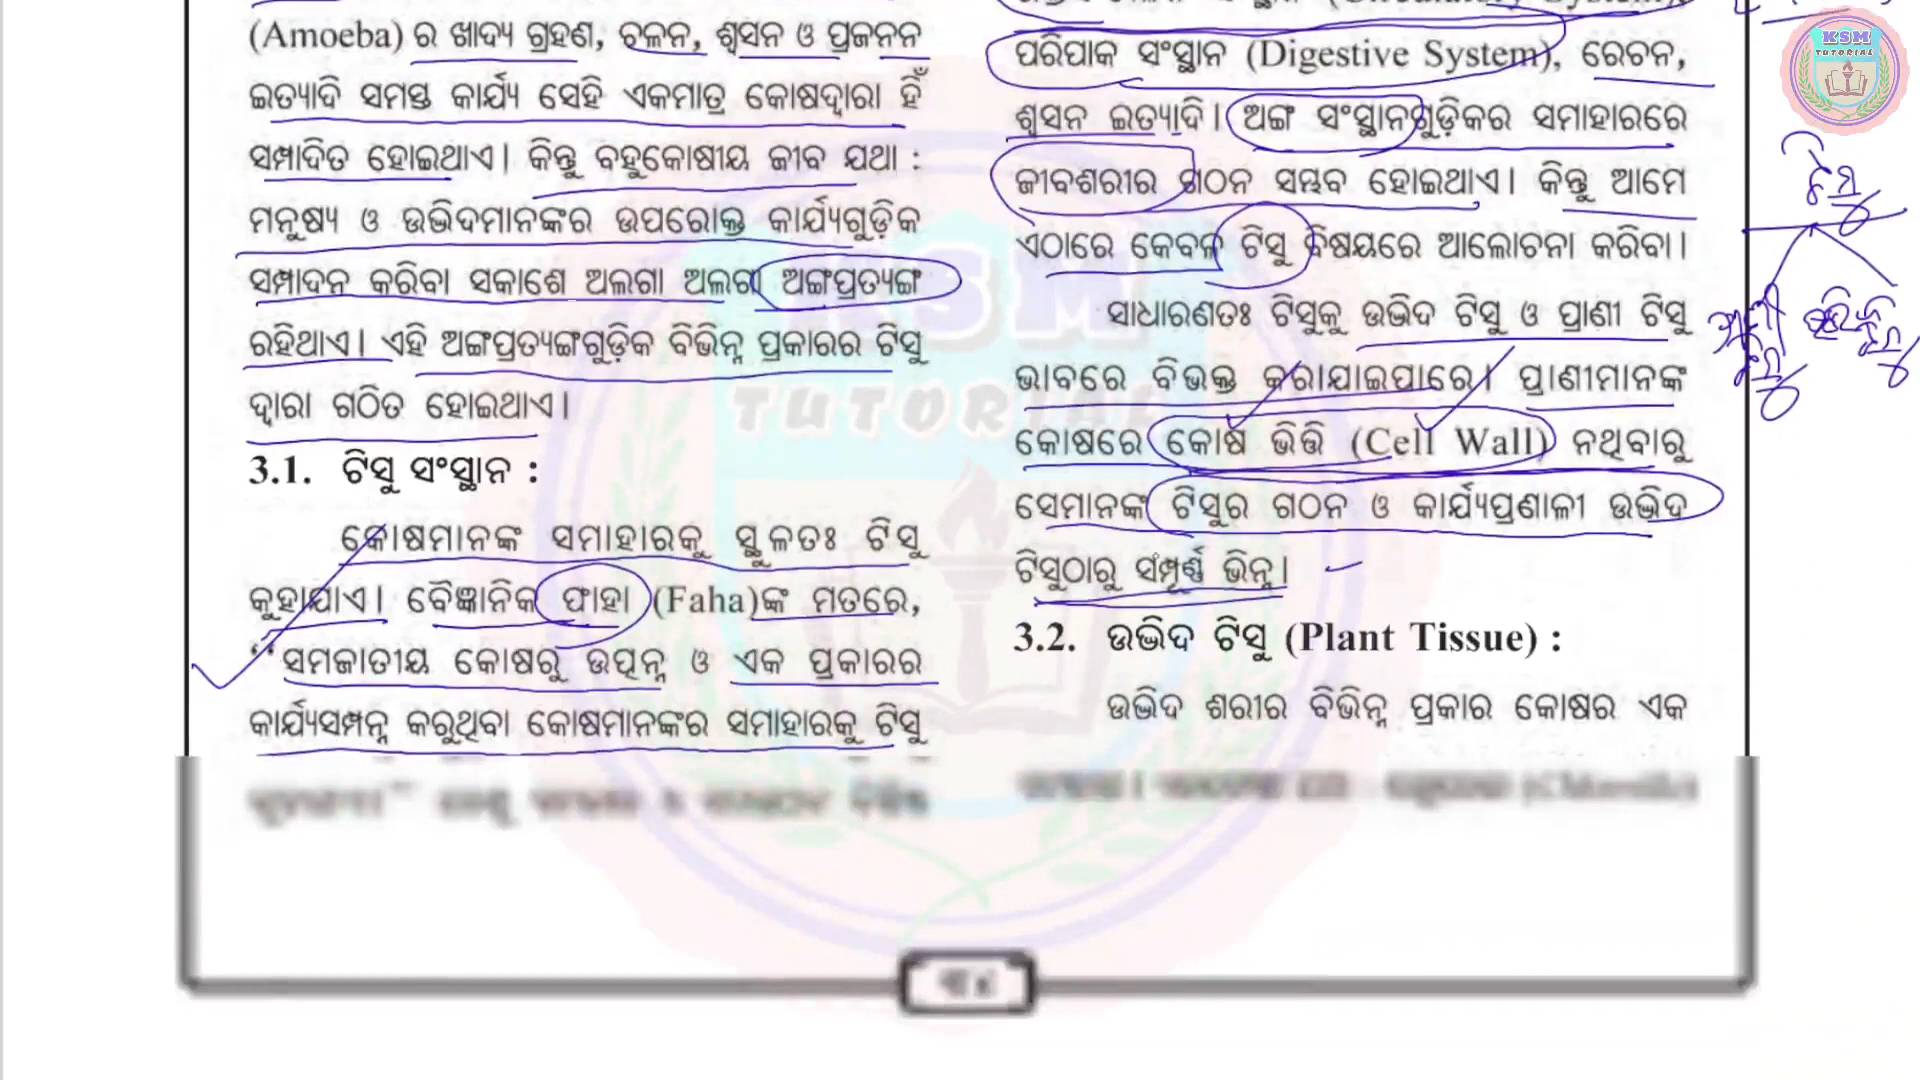 (Amoeba) ର ଖାଦ୍ୟ ଗ୍ରହଣ, ଚଳନ, ଶ୍ୱସନ ଓ ପ୍ରଜନନ
ଇତ୍ୟାଦି ସମସ୍ତ କାର୍ଯ୍ୟ ସେହି ଏକମାତ୍ର କୋଷଦ୍ୱାରା ହିଁ
ସମ୍ପାଦିତ ହୋଇଥାଏ। କିନ୍ତୁ ବହୁକୋଷୀୟ ଜୀବ ଯଥା :
ମନୁଷ୍ୟ ଓ ଉଦ୍ଭିଦମାନଙ୍କର ଉପରୋକ୍ତ କାର୍ଯ୍ୟଗୁଡ଼ିକ
ସମ୍ପାଦନ କରିବା ସକାଶେ ଅଲଗା ଅଲଗା ଅଙ୍ଗପ୍ରତ୍ୟଙ୍ଗ
ରହିଥାଏ। ଏହି ଅଙ୍ଗପ୍ରତ୍ୟଙ୍ଗଗୁଡ଼ିକ ବିଭିନ୍ନ ପ୍ରକାରର ଟିସୁ
ଦ୍ୱାରା ଗଠିତ ହୋଇଥାଏ।
3.1. ଟିସୁ ସଂସ୍ଥାନ :
କୋଷମାନଙ୍କ ସମାହାରକୁ ସ୍ଥୂଳତଃ ଟିସୁ
କୁହାଯାଏ। ବୈଜ୍ଞାନିକ ଫାହା (Faha)ଙ୍କ ମତରେ,
“ସମଜାତୀୟ କୋଷରୁ ଉତ୍ପନ୍ନ ଓ ଏକ ପ୍ରକାରର
କାର୍ଯ୍ୟସମ୍ପନ୍ନ କରୁଥିବା କୋଷମାନଙ୍କର ସମାହାରକୁ ଟିସୁ
ପରିପାକ ସଂସ୍ଥାନ (Digestive System), ରେଚନ,
ଶ୍ୱସନ ଇତ୍ୟାଦି। ଅଙ୍ଗ ସଂସ୍ଥାନଗୁଡ଼ିକର ସମାହାରରେ
ଜୀବଶରୀର ଗଠନ ସମ୍ଭବ ହୋଇଥାଏ। କିନ୍ତୁ ଆମେ
ଏଠାରେ କେବଳ ଟିସୁ ବିଷୟରେ ଆଲୋଚନା କରିବା।
ସାଧାରଣତଃ ଟିସୁକୁ ଉଦ୍ଭିଦ ଟିସୁ ଓ ପ୍ରାଣୀ ଟିସୁ
ଭାବରେ ବିଭକ୍ତ କରାଯାଇପାରେ। ପ୍ରାଣୀମାନଙ୍କ
କୋଷରେ କୋଷ ଭିତ୍ତି (Cell Wall) ନଥିବାରୁ
ସେମାନଙ୍କ ଟିସୁର ଗଠନ ଓ କାର୍ଯ୍ୟପ୍ରଣାଳୀ ଉଦ୍ଭିଦ
ଟିସୁଠାରୁ ସଂମ୍ପୂର୍ଣ୍ଣ ଭିନ୍ନ।
3.2. ଉଦ୍ଭିଦ ଟିସୁ (Plant Tissue) :
ଉଦ୍ଭିଦ ଶରୀର ବିଭିନ୍ନ ପ୍ରକାର କୋଷର ଏକ
KSM
TUTORIAL
KSM
TUTORIAL